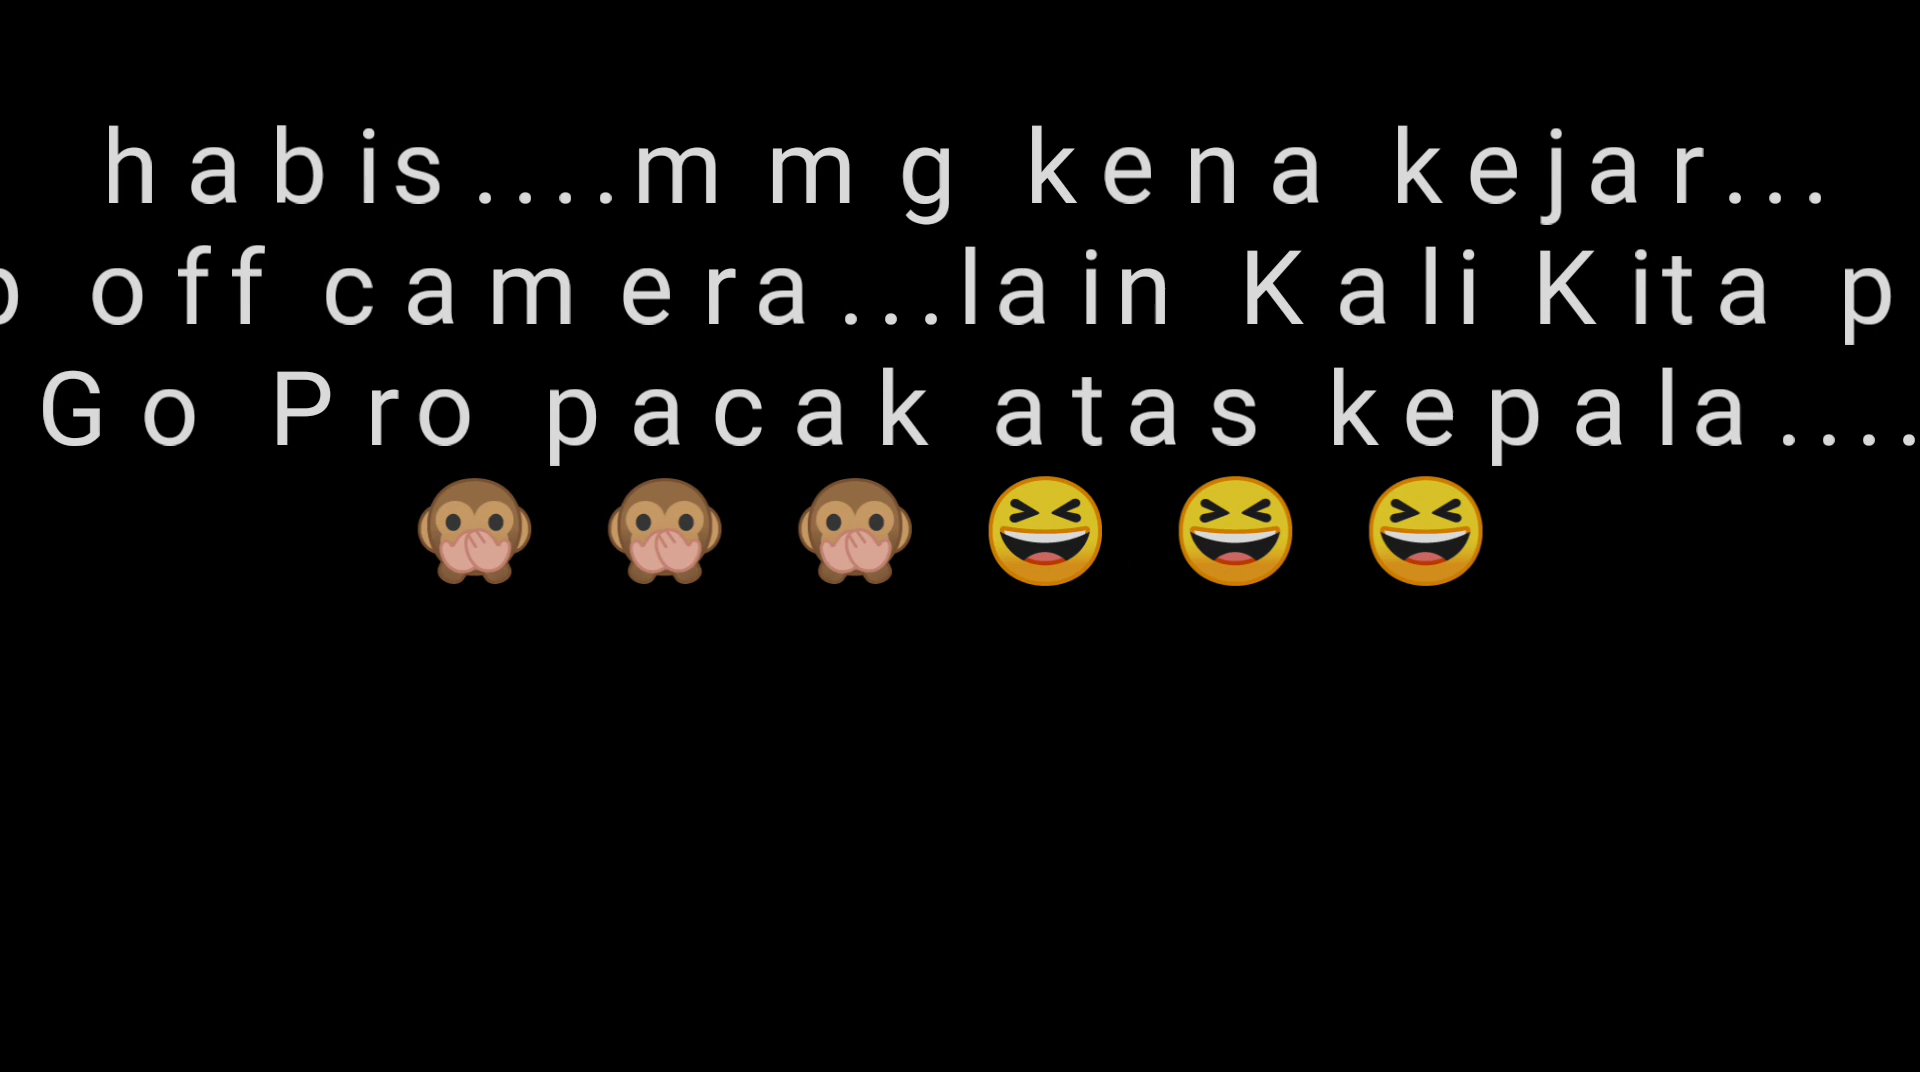 habis....mmg kena kejar...
off camera...lain Kali Kita
Go Pro pacak atas kepala....
🙊🙊🙊😆😆😆